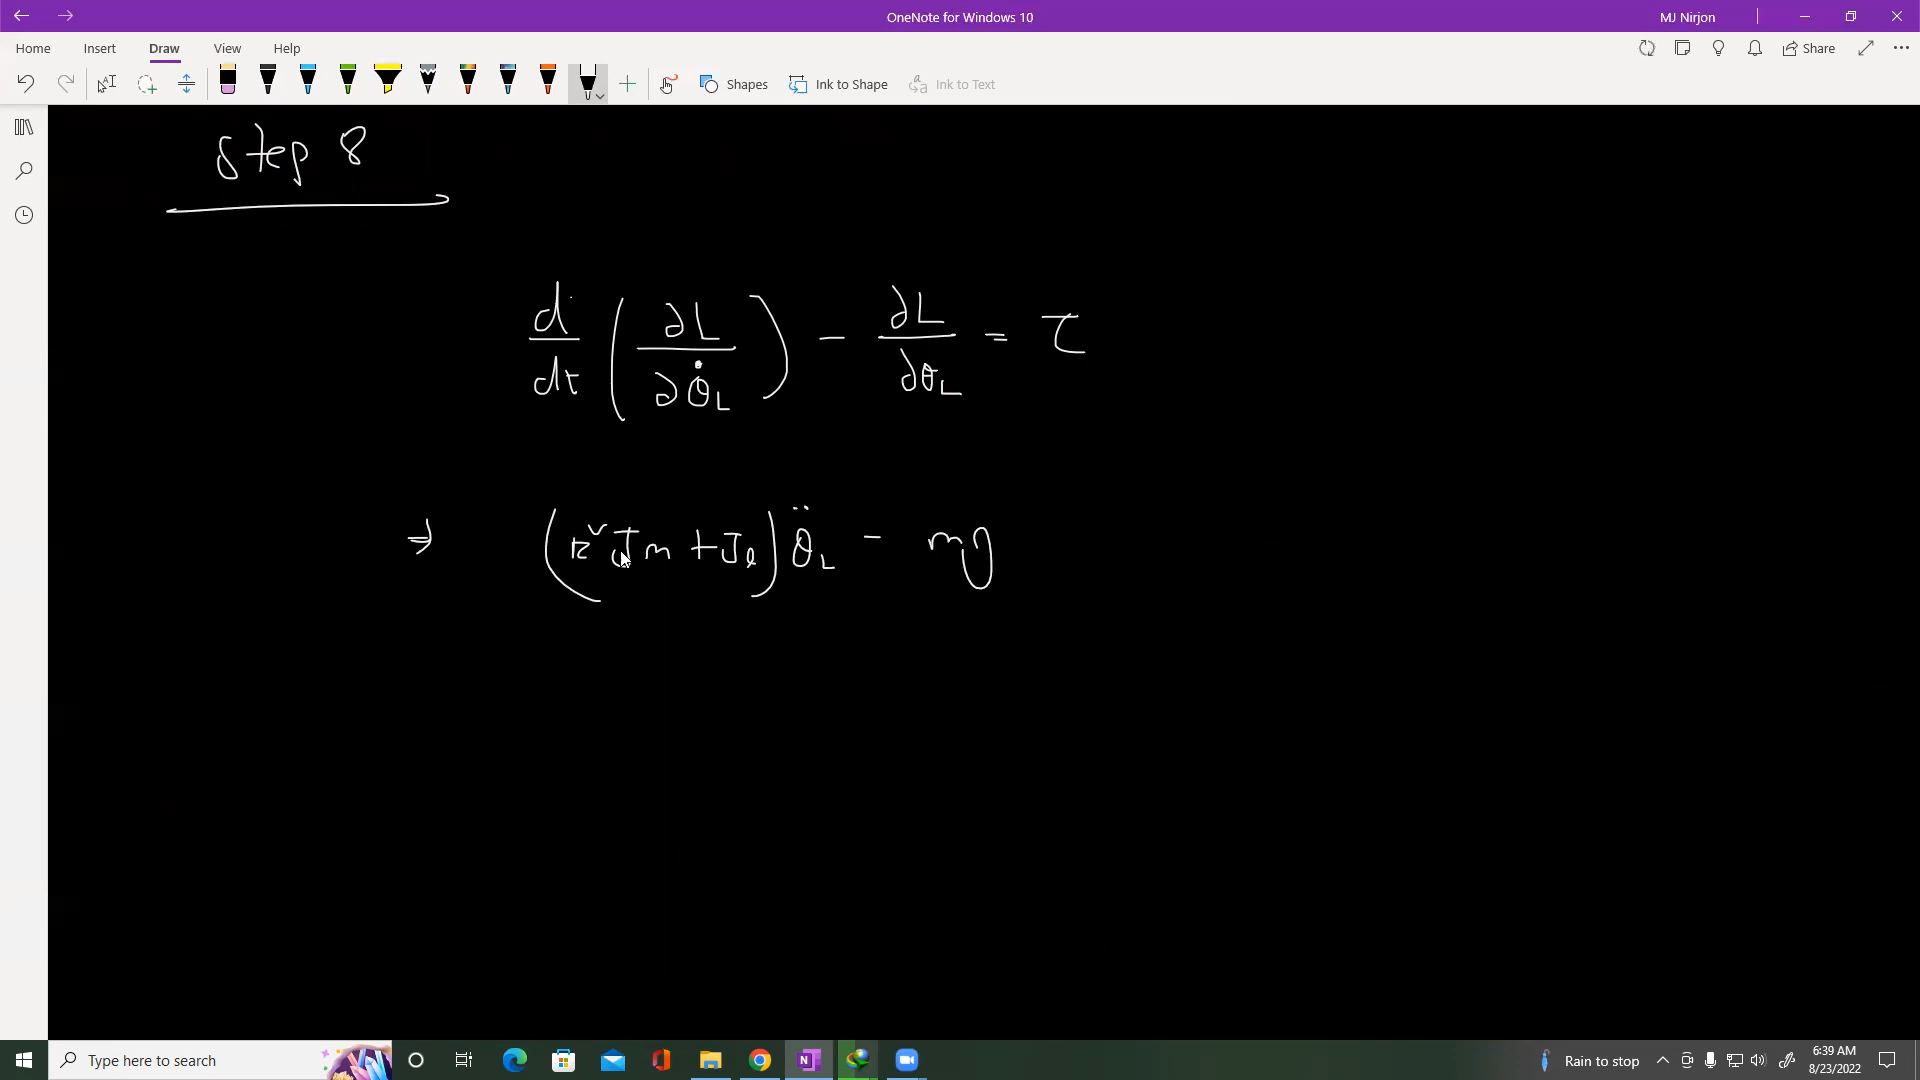 OneNote for Windows 10
MJ Nirjon
Home Insert Draw View Help
Share
Shapes Ink to Shape Ink to Text
Step 8
d/dt (∂L/∂θ̇_L) − ∂L/∂θ_L = τ
⇒ (r² J_m + J_l) θ̈_L − mg
Type here to search
Rain to stop
6:39 AM
8/23/2022